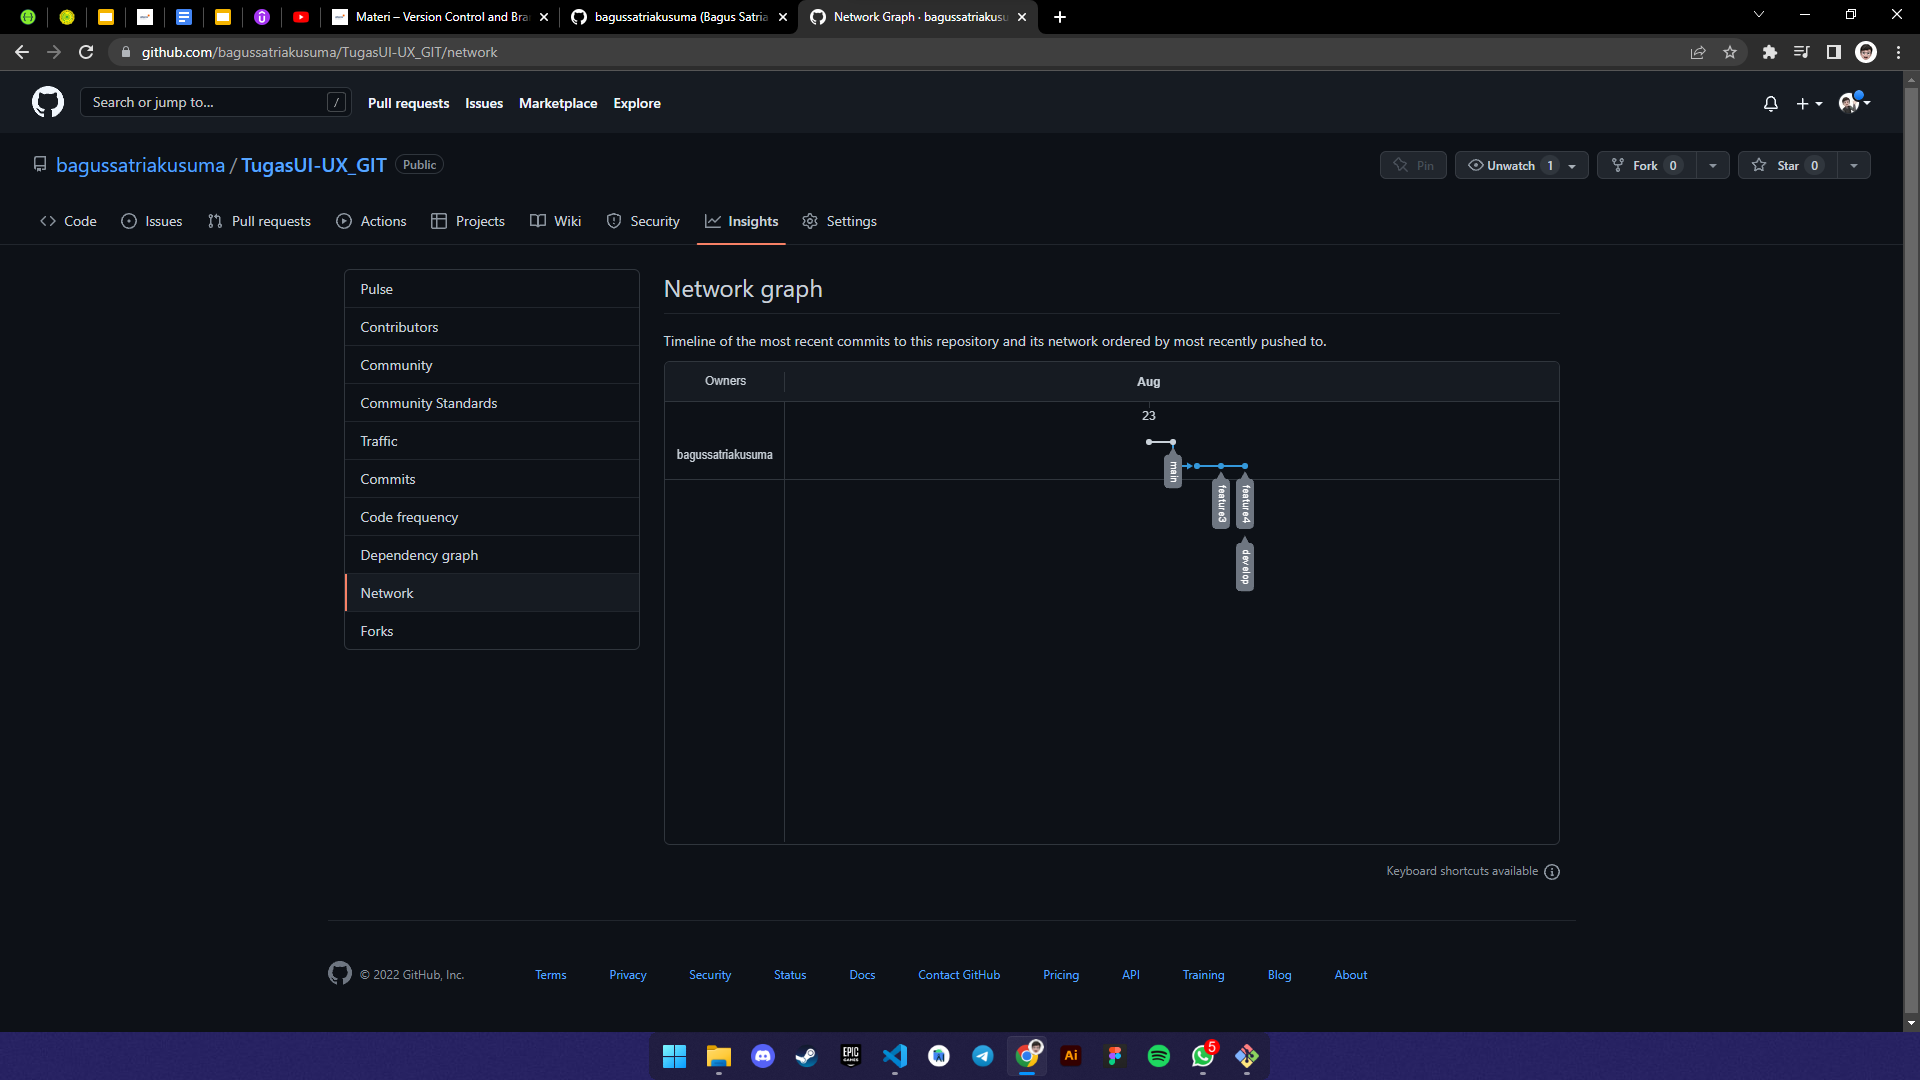 Materi – Version Control and Bra
bagussatriakusuma (Bagus Satria
Network Graph · bagussatriakusu
github.com/bagussatriakusuma/TugasUI-UX_GIT/network
Search or jump to...
/
Pull requests
Issues
Marketplace
Explore
bagussatriakusuma / TugasUI-UX_GIT
Public
Pin
Unwatch 1
Fork 0
Star 0
Code
Issues
Pull requests
Actions
Projects
Wiki
Security
Insights
Settings
Pulse
Contributors
Community
Community Standards
Traffic
Commits
Code frequency
Dependency graph
Network
Forks
Network graph
Timeline of the most recent commits to this repository and its network ordered by most recently pushed to.
Owners
Aug
23
bagussatriakusuma
main
feature3
feature4
develop
Keyboard shortcuts available
© 2022 GitHub, Inc.
Terms
Privacy
Security
Status
Docs
Contact GitHub
Pricing
API
Training
Blog
About
EPIC
GAMES
Ai
5